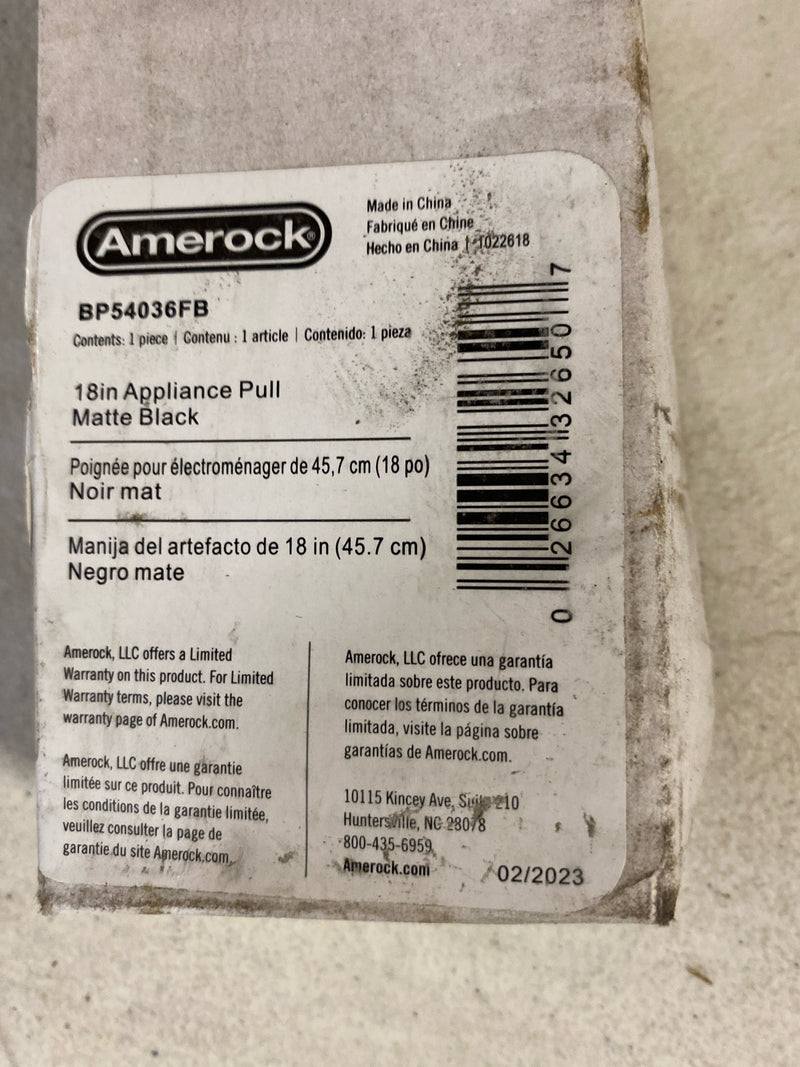 Amerock®
Made in China
Fabriqué en Chine
Hecho en China
1022618
BP54036FB
Contents: 1 piece | Contenu : 1 article | Contenido: 1 pieza
18in Appliance Pull
Matte Black
Poignée pour électroménager de 45,7 cm (18 po)
Noir mat
Manija del artefacto de 18 in (45.7 cm)
Negro mate
0 26634 32650 7
Amerock, LLC offers a Limited
Warranty on this product. For Limited
Warranty terms, please visit the
warranty page of Amerock.com.
Amerock, LLC offre une garantie
limitée sur ce produit. Pour connaître
les conditions de la garantie limitée,
veuillez consulter la page de
garantie du site Amerock.com.
Amerock, LLC ofrece una garantía
limitada sobre este producto. Para
conocer los términos de la garantía
limitada, visite la página sobre
garantías de Amerock.com.
10115 Kincey Ave, Suite 210
Huntersville, NC 28078
800-435-6959
Amerock.com
02/2023